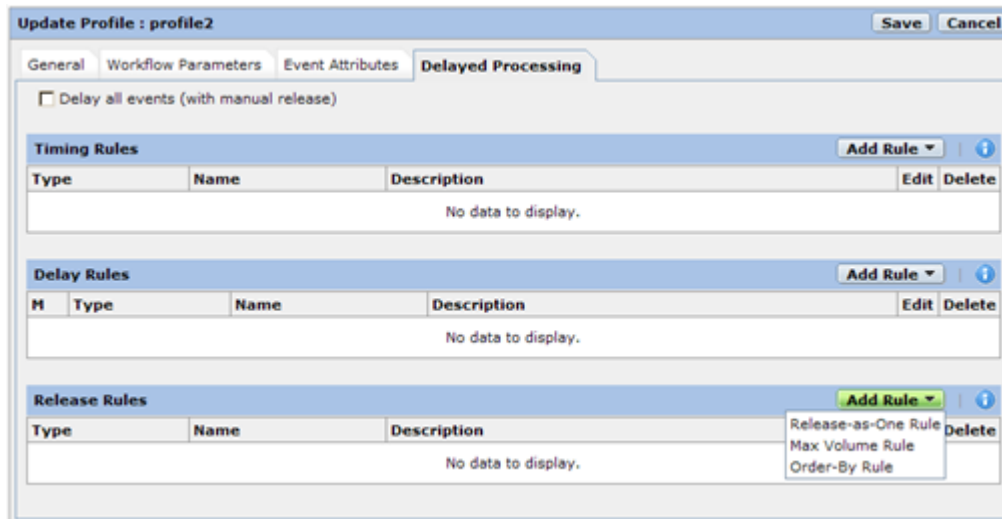 Update Profile : profile2 Save Cancel
General Workflow Parameters Event Attributes Delayed Processing
Delay all events (with manual release)
Timing Rules Add Rule
Type Name Description Edit Delete
No data to display.
Delay Rules Add Rule
M Type Name Description Edit Delete
No data to display.
Release Rules Add Rule
Type Name Description Delete
Release-as-One Rule
Max Volume Rule
Order-By Rule
No data to display.